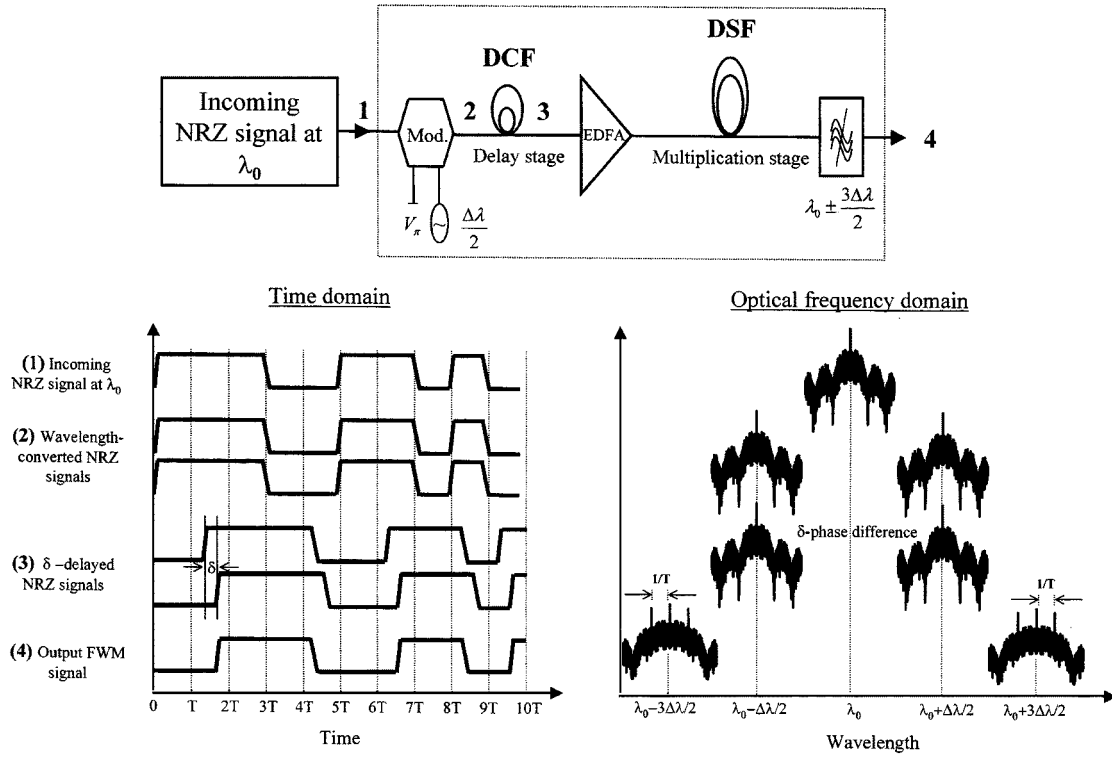 DCF
DSF
Incoming
NRZ signal at
λ₀
1
Mod.
2
3
EDFA
4
Delay stage
Multiplication stage
V_π
~
Δλ/2
λ₀ ± 3Δλ/2
Time domain
(1) Incoming
NRZ signal at λ₀
(2) Wavelength-
converted NRZ
signals
(3) δ –delayed
NRZ signals
δ
(4) Output FWM
signal
0 T 2T 3T 4T 5T 6T 7T 8T 9T 10T
Time
Optical frequency domain
δ-phase difference
1/T
1/T
λ₀–3Δλ/2 λ₀–Δλ/2 λ₀ λ₀+Δλ/2 λ₀+3Δλ/2
Wavelength